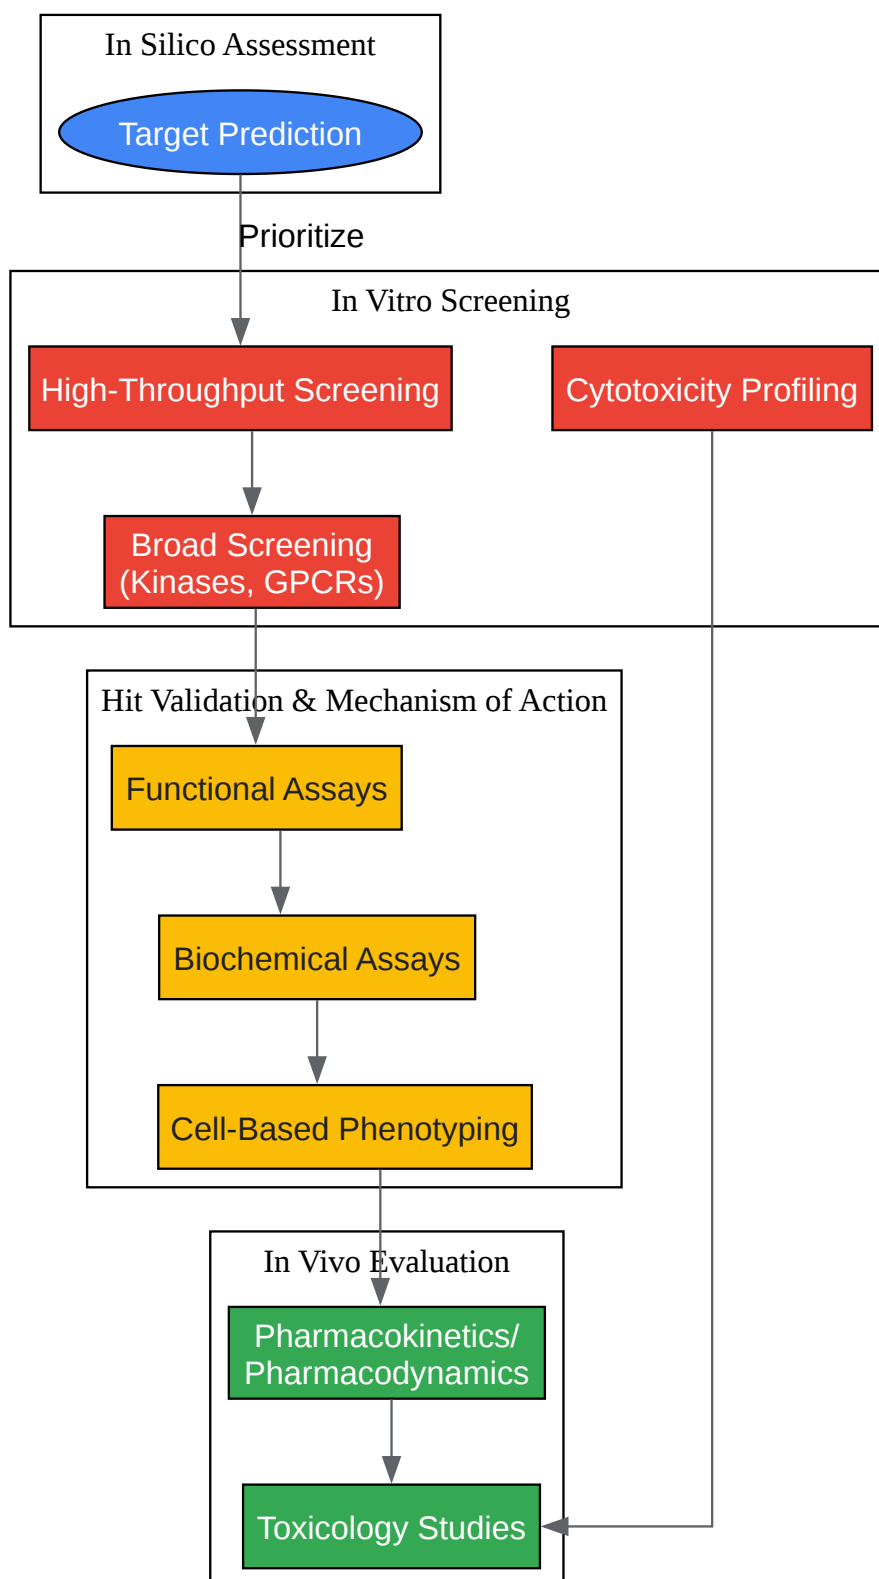 In Silico Assessment
Target Prediction
Prioritize
In Vitro Screening
High-Throughput Screening
Cytotoxicity Profiling
Broad Screening
(Kinases, GPCRs)
Hit Validation & Mechanism of Action
Functional Assays
Biochemical Assays
Cell-Based Phenotyping
In Vivo Evaluation
Pharmacokinetics/
Pharmacodynamics
Toxicology Studies